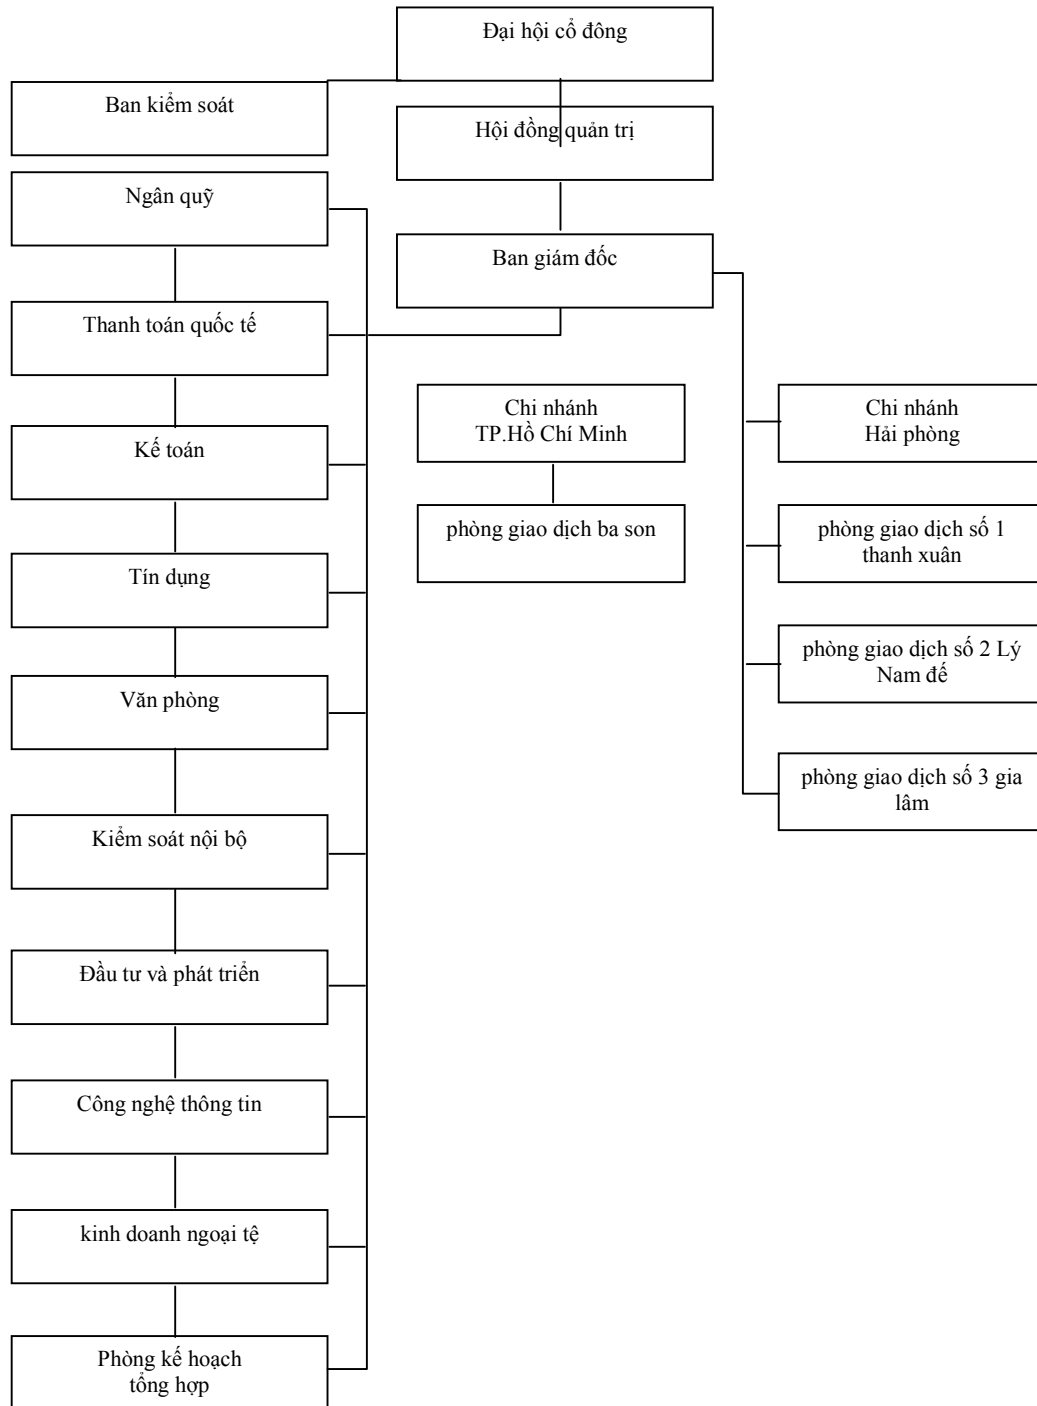 Đại hội cổ đông
Ban kiểm soát
Hội đồng quản trị
Ngân quỹ
Ban giám đốc
Thanh toán quốc tế
Chi nhánh
TP.Hồ Chí Minh
Chi nhánh
Hải phòng
Kế toán
phòng giao dịch ba son
phòng giao dịch số 1
thanh xuân
Tín dụng
phòng giao dịch số 2 Lý
Nam đế
Văn phòng
phòng giao dịch số 3 gia
lâm
Kiểm soát nội bộ
Đầu tư và phát triển
Công nghệ thông tin
kinh doanh ngoại tệ
Phòng kế hoạch
tổng hợp